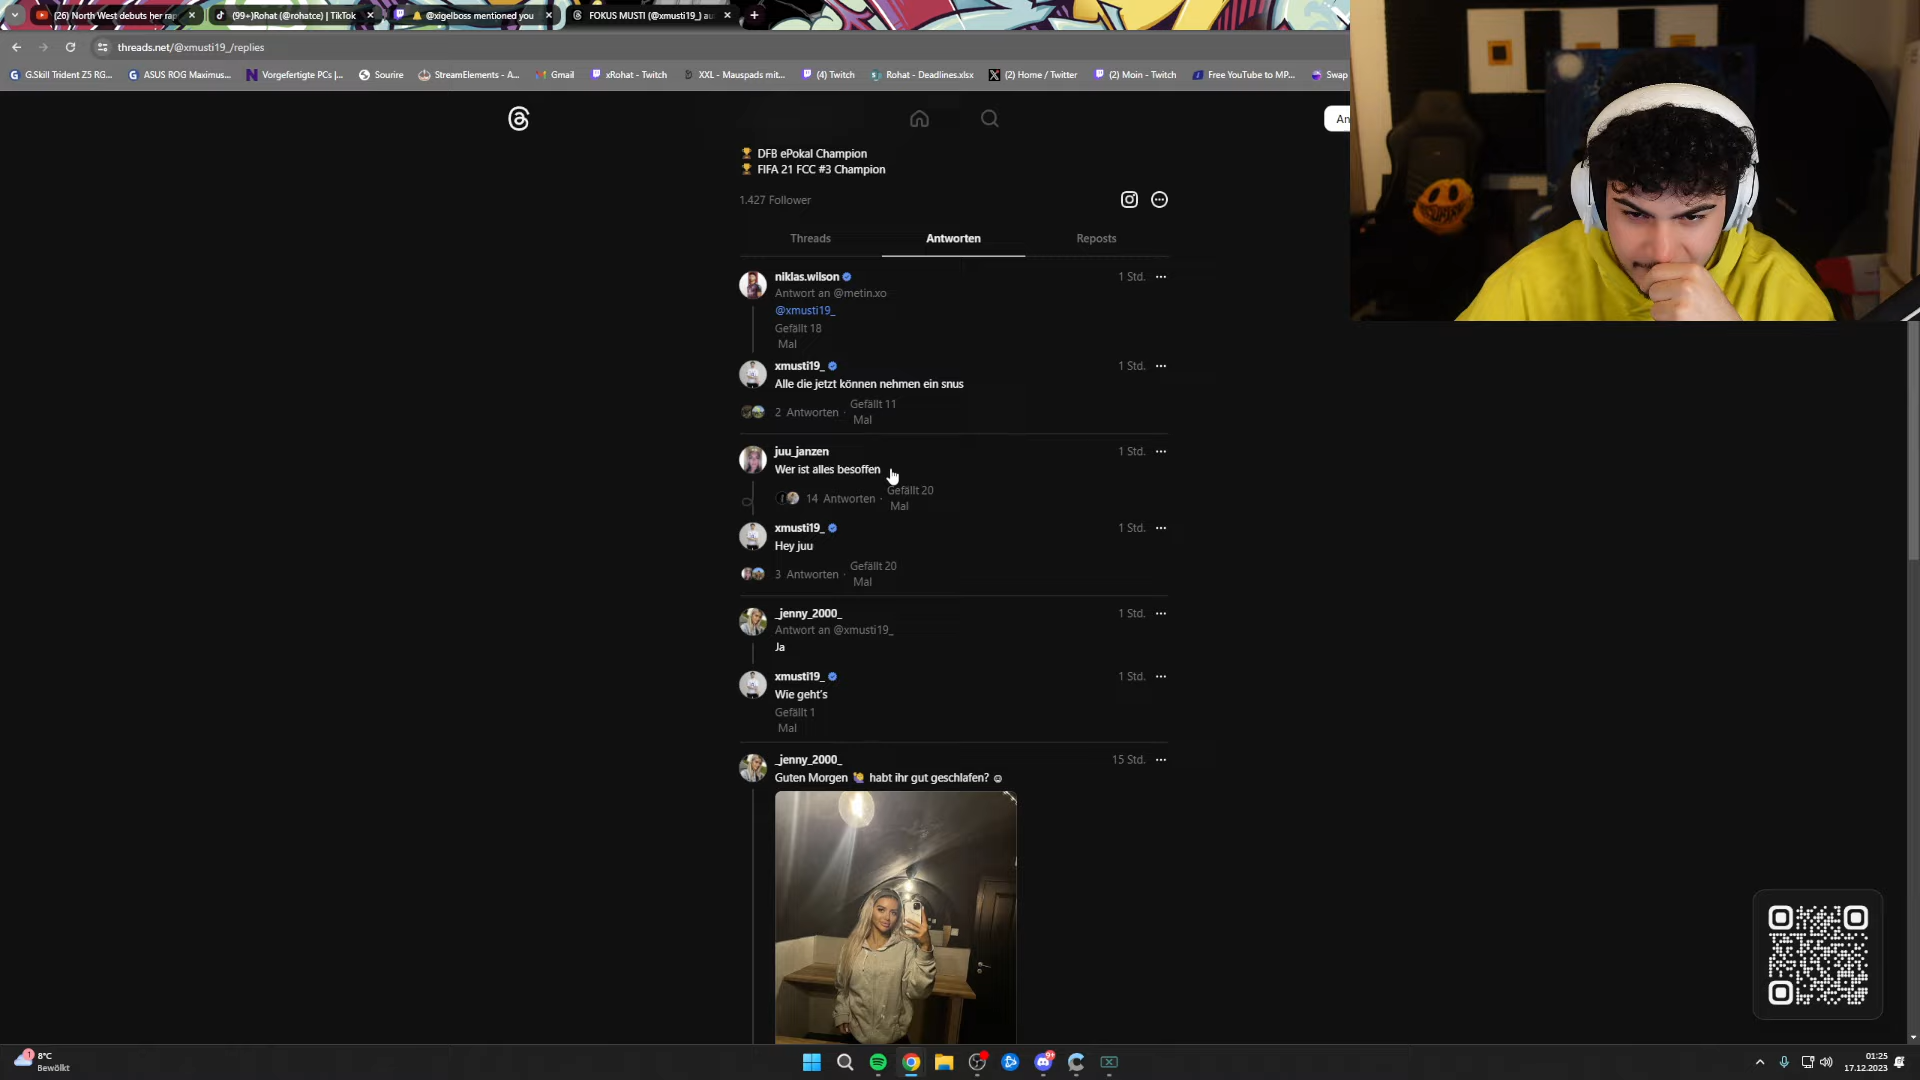 (26) North West debuts her rap
(99+)Rohat (@rohatce) | TikTok
@xigelboss mentioned you
FOKUS MUSTI (@xmusti19_) au
threads.net/@xmusti19_/replies
G.Skill Trident Z5 RG...
ASUS ROG Maximus...
Vorgefertigte PCs |...
Sourire
StreamElements - A...
Gmail
xRohat - Twitch
XXL - Mauspads mit...
(4) Twitch
Rohat - Deadlines.xlsx
(2) Home / Twitter
(2) Moin - Twitch
Free YouTube to MP...
Swap
An
DFB ePokal Champion
FIFA 21 FCC #3 Champion
1.427 Follower
Threads
Antworten
Reposts
niklas.wilson
1 Std.
Antwort an @metin.xo
@xmusti19_
Gefällt 18
Mal
xmusti19_
1 Std.
Alle die jetzt können nehmen ein snus
2 Antworten · Gefällt 11
Mal
juu_janzen
1 Std.
Wer ist alles besoffen
14 Antworten · Gefällt 20
Mal
xmusti19_
1 Std.
Hey juu
3 Antworten · Gefällt 20
Mal
_jenny_2000_
1 Std.
Antwort an @xmusti19_
Ja
xmusti19_
1 Std.
Wie geht's
Gefällt 1
Mal
_jenny_2000_
15 Std.
Guten Morgen 🙋‍♀️ habt ihr gut geschlafen? ☺
1
8°C
Bewölkt
9+
01:25
17.12.2023